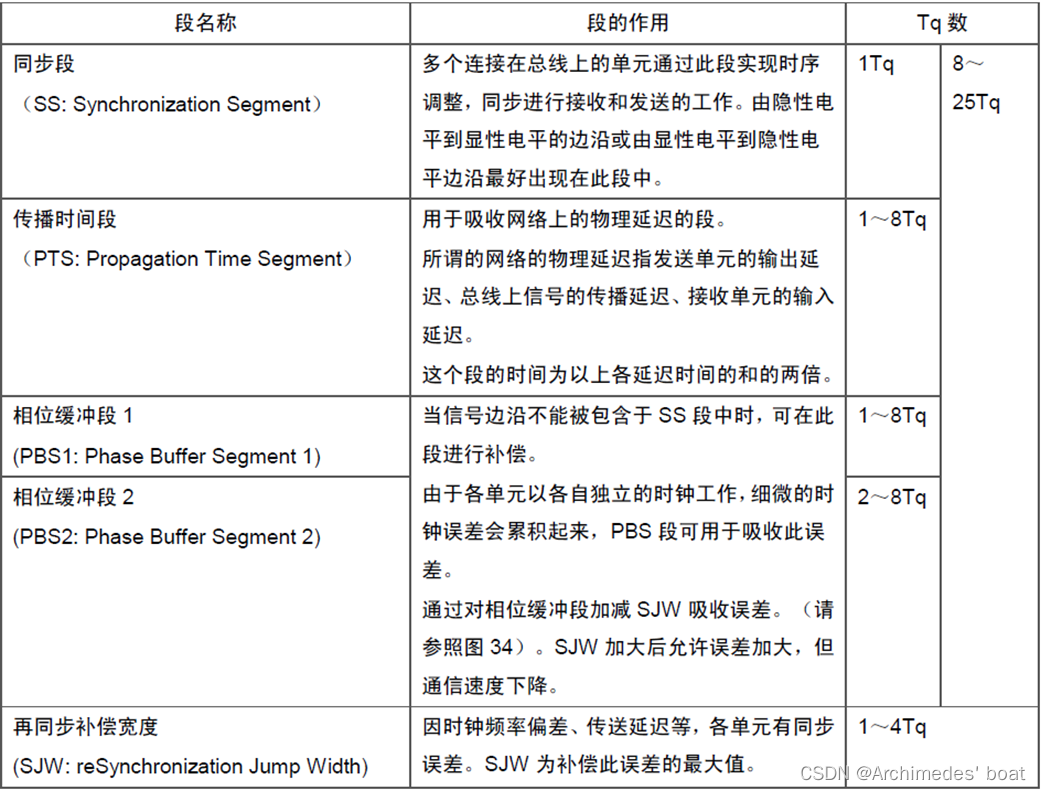 段名称
段的作用
Tq 数
同步段
（SS: Synchronization Segment）
多个连接在总线上的单元通过此段实现时序
调整，同步进行接收和发送的工作。由隐性电
平到显性电平的边沿或由显性电平到隐性电
平边沿最好出现在此段中。
1Tq
8～
25Tq
传播时间段
（PTS: Propagation Time Segment）
用于吸收网络上的物理延迟的段。
所谓的网络的物理延迟指发送单元的输出延
迟、总线上信号的传播延迟、接收单元的输入
延迟。
这个段的时间为以上各延迟时间的和的两倍。
1～8Tq
相位缓冲段 1
(PBS1: Phase Buffer Segment 1)
当信号边沿不能被包含于 SS 段中时，可在此
段进行补偿。
1～8Tq
相位缓冲段 2
(PBS2: Phase Buffer Segment 2)
由于各单元以各自独立的时钟工作，细微的时
钟误差会累积起来，PBS 段可用于吸收此误
差。
通过对相位缓冲段加减 SJW 吸收误差。（请
参照图 34）。SJW 加大后允许误差加大，但
通信速度下降。
2～8Tq
再同步补偿宽度
(SJW: reSynchronization Jump Width)
因时钟频率偏差、传送延迟等，各单元有同步
误差。SJW 为补偿此误差的最大值。
1～4Tq
CSDN @Archimedes' boat